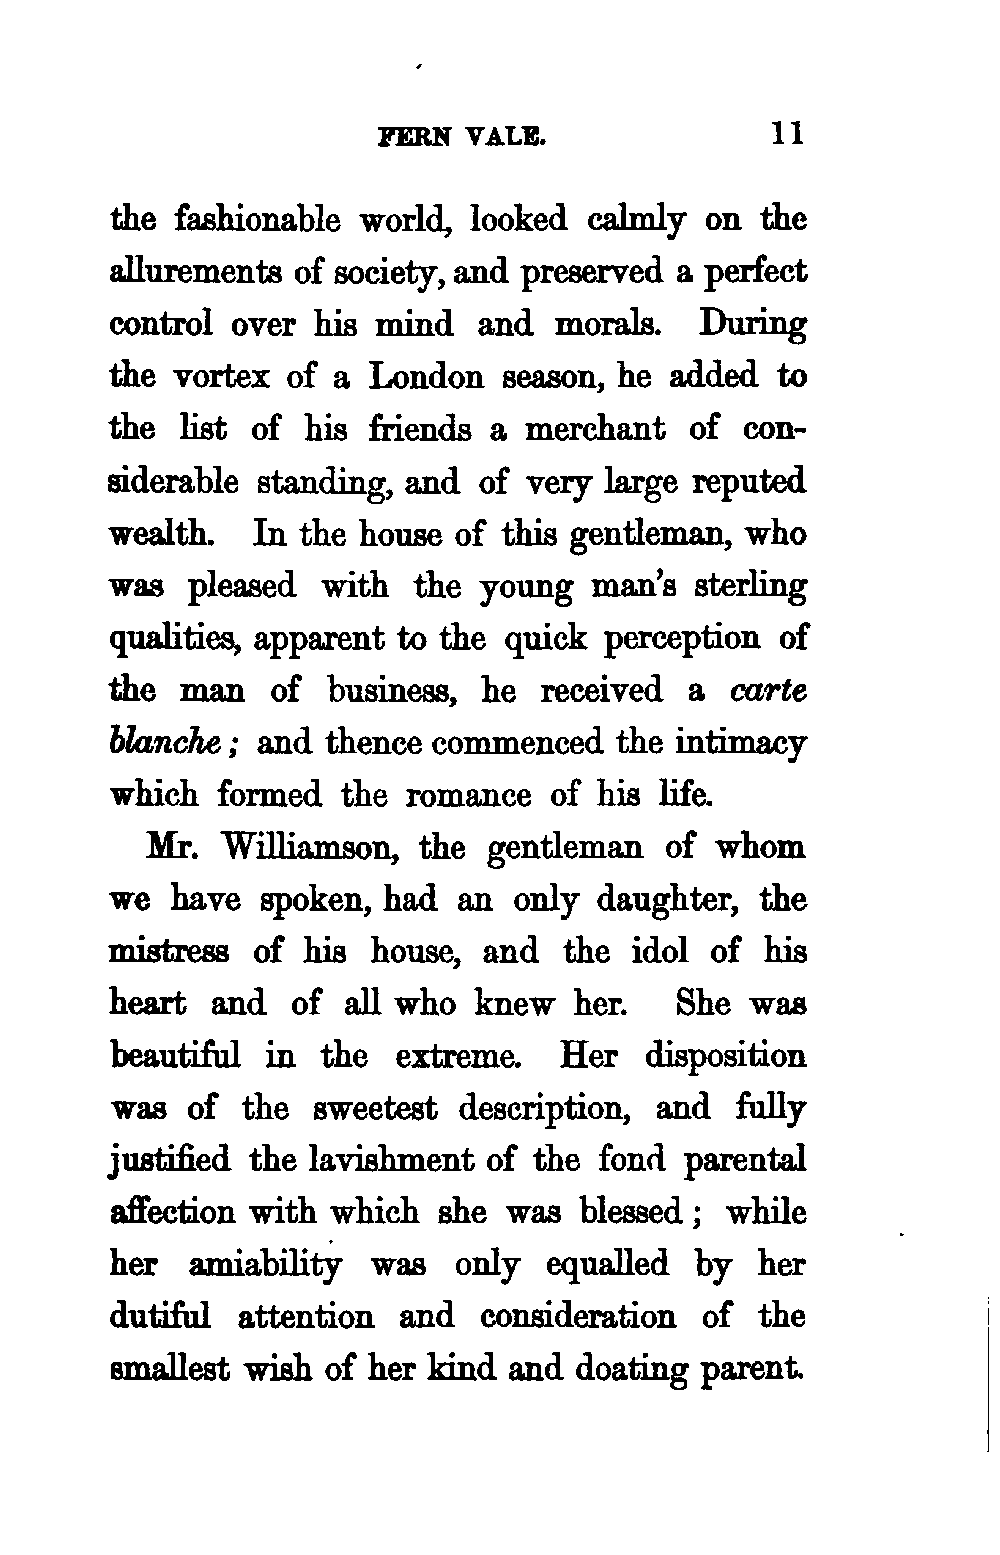 FERN VALE. 11
the fashionable world, looked calmly on the
allurements of society, and preserved a perfect
control over his mind and morals. During
the vortex of a London season, he added to
the list of his friends a merchant of con-
siderable standing, and of very large reputed
wealth. In the house of this gentleman, who
was pleased with the young man's sterling
qualities, apparent to the quick perception of
the man of business, he received a carte
blanche; and thence commenced the intimacy
which formed the romance of his life.
Mr. Williamson, the gentleman of whom
we have spoken, had an only daughter, the
mistress of his house, and the idol of his
heart and of all who knew her. She was
beautiful in the extreme. Her disposition
was of the sweetest description, and fully
justified the lavishment of the fond parental
affection with which she was blessed; while
her amiability was only equalled by her
dutiful attention and consideration of the
smallest wish of her kind and doating parent.